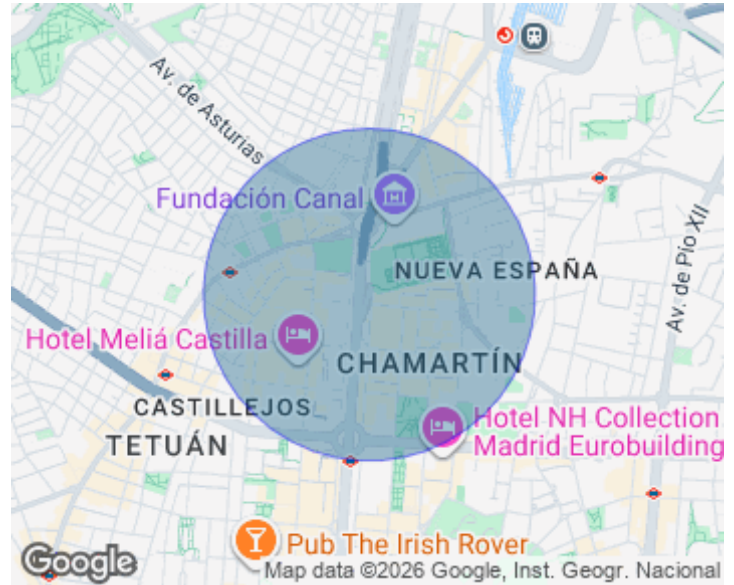 Av. de Asturias
Fundación Canal
NUEVA ESPAÑA
Av. de Pío XII
Hotel Meliá Castilla
CHAMARTÍN
CASTILLEJOS
TETUÁN
Hotel NH Collection
Madrid Eurobuilding
Pub The Irish Rover
Google
Map data ©2026 Google, Inst. Geogr. Nacional